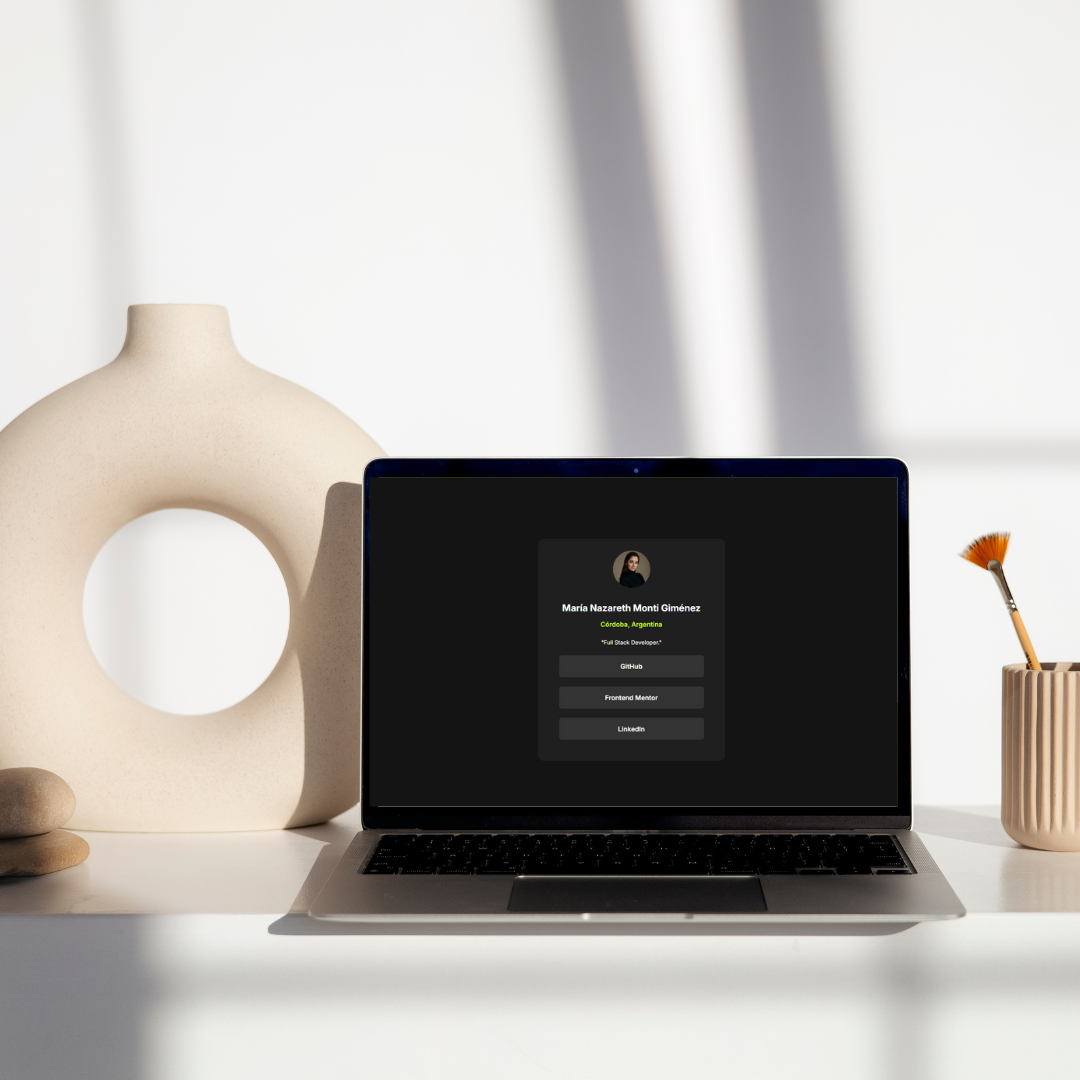 María Nazareth Monti Giménez
Córdoba, Argentina
"Full Stack Developer."
GitHub
Frontend Mentor
LinkedIn